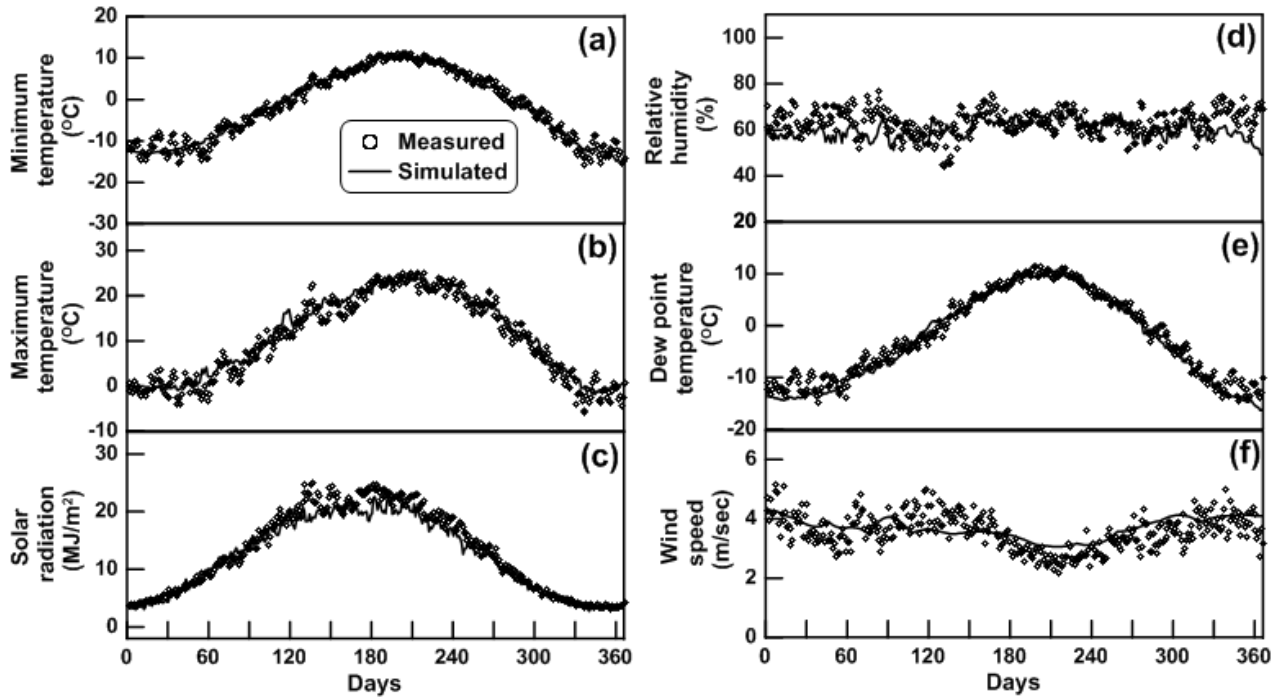 20
10
0
-10
-20
-30
Minimum
temperature
(°C)
(a)
Measured
Simulated
30
20
10
0
-10
Maximum
temperature
(°C)
(b)
30
20
10
0
Solar
radiation
(MJ/m²)
(c)
0 60 120 180 240 300 360
Days
100
80
60
40
20
Relative
humidity
(%)
(d)
10
0
-10
-20
Dew point
temperature
(°C)
(e)
6
4
2
0
Wind
speed
(m/sec)
(f)
0 60 120 180 240 300 360
Days